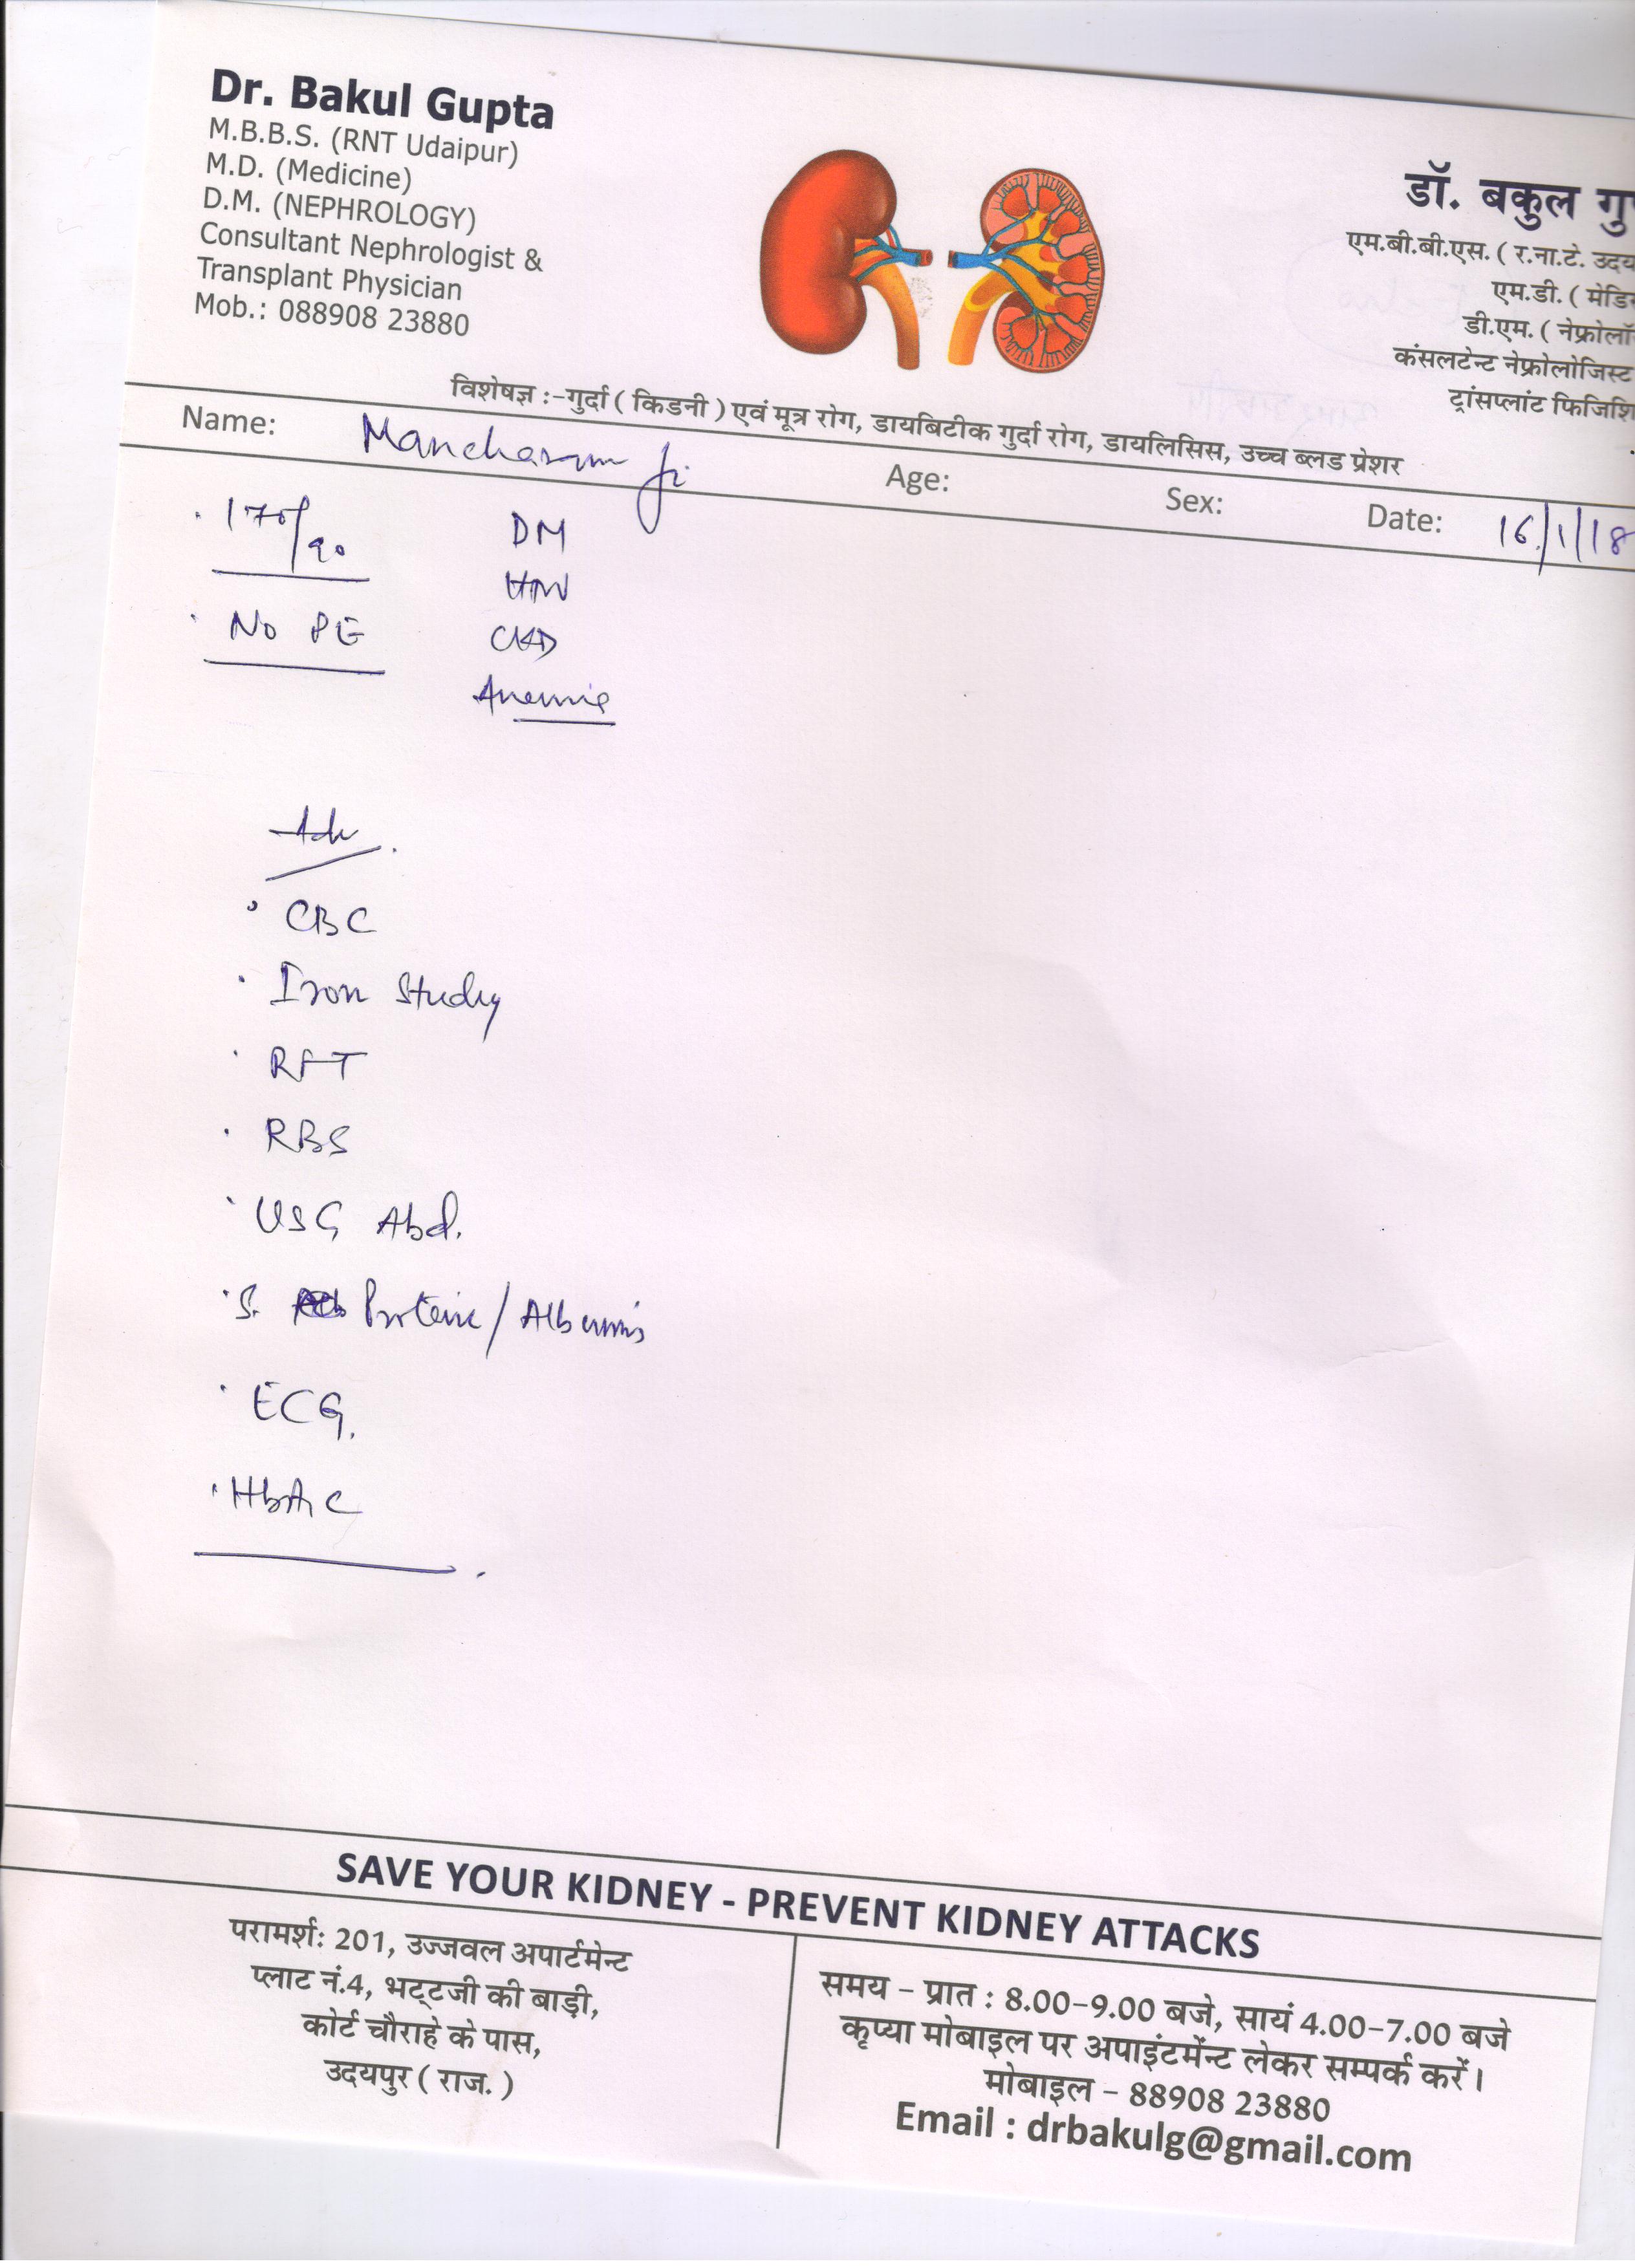 Dr. Bakul Gupta
M.B.B.S. (RNT Udaipur)
M.D. (Medicine)
D.M. (NEPHROLOGY)
Consultant Nephrologist &
Transplant Physician
Mob.: 088908 23880
डॉ. बकुल गु
एम.बी.बी.एस. ( र.ना.टे. उदय
एम.डी. ( मेडि
डी.एम. ( नेफ्रोलॉ
कंसलटेन्ट नेफ्रोलोजिस्ट
ट्रांसप्लांट फिजिशि
विशेषज्ञ :-गुर्दा ( किडनी ) एवं मूत्र रोग, डायबिटीक गुर्दा रोग, डायलिसिस, उच्च ब्लड प्रेशर
Name: Mancharam Ji Age: Sex: Date: 16/1/18
170/90
No PE
DM
HTN
CKD
Anemia
Adv.
CBC
Iron Study
RFT
RBS
USG Abd.
S. Protein / Albumin
ECG.
HbA1c
SAVE YOUR KIDNEY - PREVENT KIDNEY ATTACKS
परामर्श: 201, उज्जवल अपार्टमेन्ट
प्लाट नं.4, भट्टजी की बाड़ी,
कोर्ट चौराहे के पास,
उदयपुर ( राज. )
समय - प्रात : 8.00-9.00 बजे, सायं 4.00-7.00 बजे
कृप्या मोबाइल पर अपाइंटमेंन्ट लेकर सम्पर्क करें।
मोबाइल - 88908 23880
Email : drbakulg@gmail.com